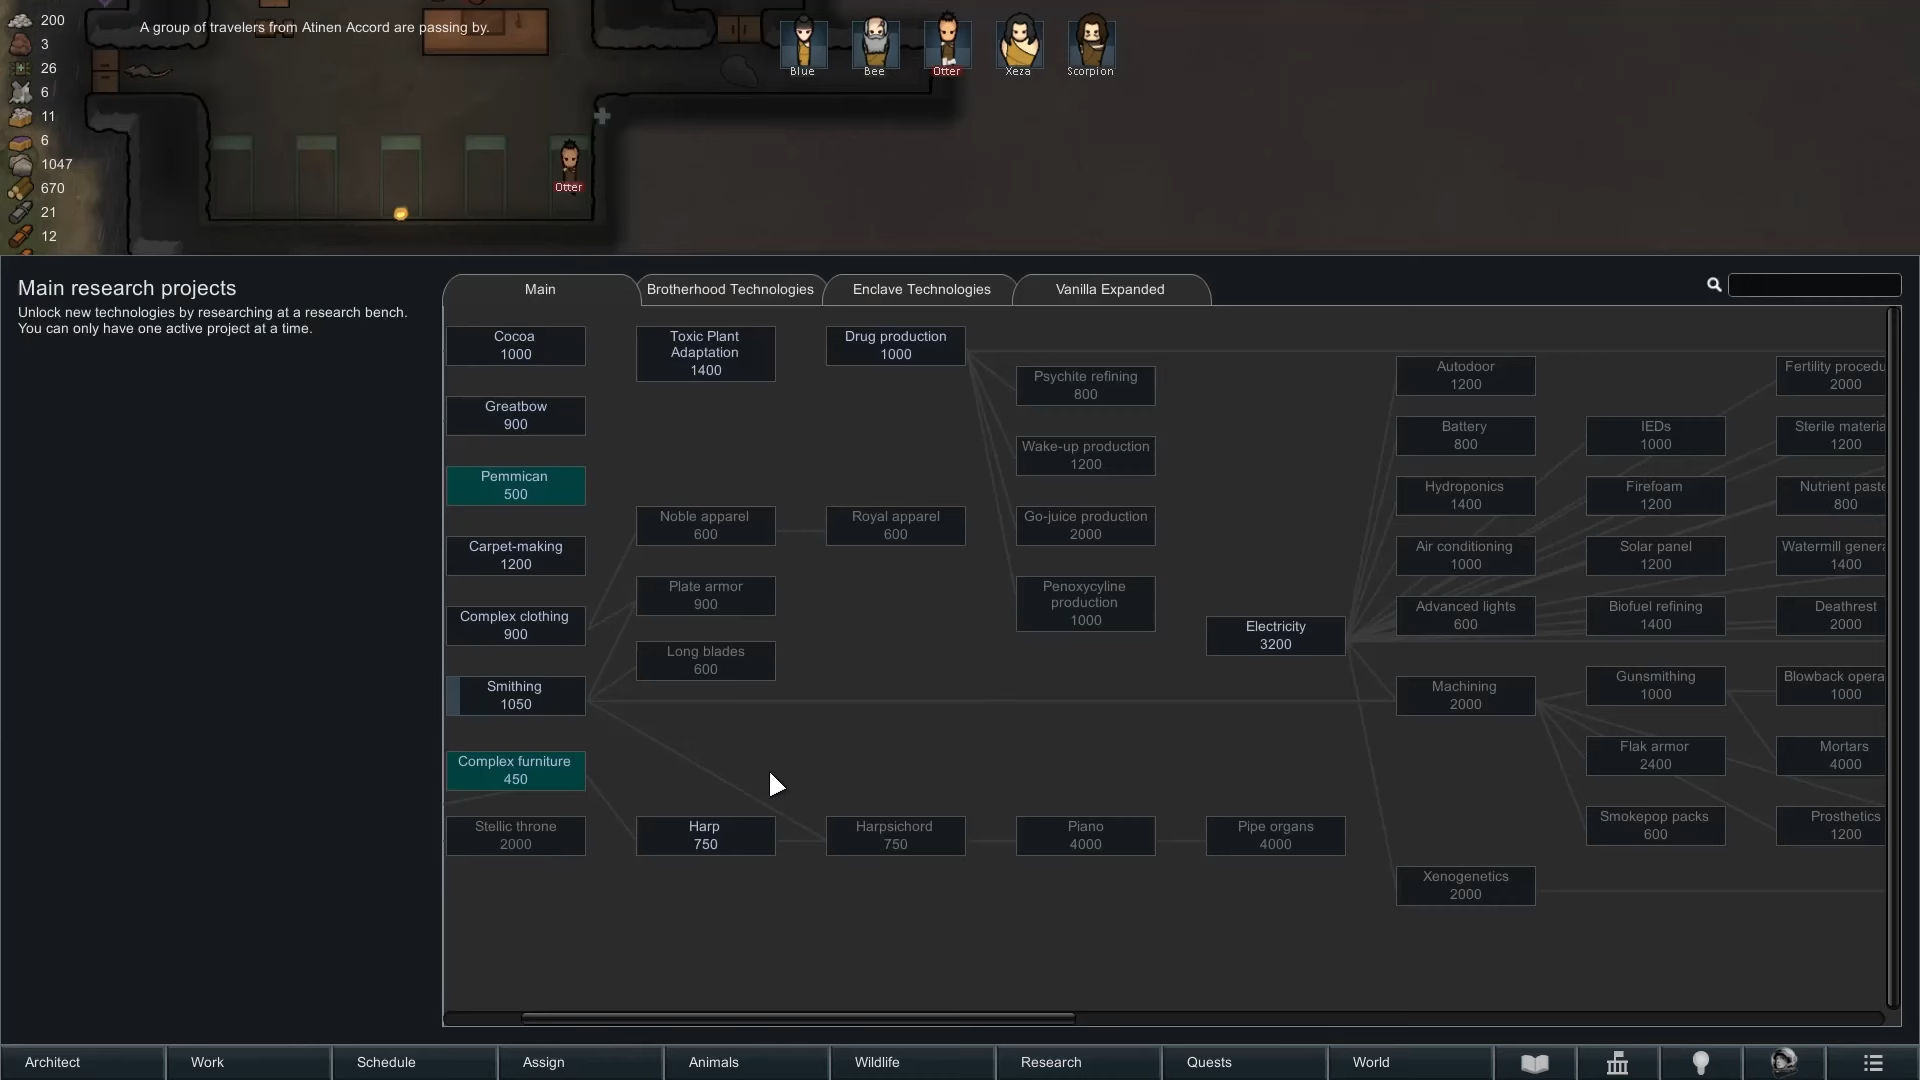 200
3
26
6
11
6
1047
670
21
12
A group of travelers from Atinen Accord are passing by.
Blue
Bee
Otter
Xeza
Scorpion
Otter
Main research projects
Unlock new technologies by researching at a research bench.
You can only have one active project at a time.
Main
Brotherhood Technologies
Enclave Technologies
Vanilla Expanded
Cocoa
1000
Greatbow
900
Pemmican
500
Carpet-making
1200
Complex clothing
900
Smithing
1050
Complex furniture
450
Stellic throne
2000
Toxic Plant
Adaptation
1400
Noble apparel
600
Plate armor
900
Long blades
600
Harp
750
Drug production
1000
Royal apparel
600
Harpsichord
750
Psychite refining
800
Wake-up production
1200
Go-juice production
2000
Penoxycyline
production
1000
Piano
4000
Electricity
3200
Pipe organs
4000
Autodoor
1200
Battery
800
Hydroponics
1400
Air conditioning
1000
Advanced lights
600
Machining
2000
Xenogenetics
2000
IEDs
1000
Firefoam
1200
Solar panel
1200
Biofuel refining
1400
Gunsmithing
1000
Flak armor
2400
Smokepop packs
600
Fertility procedu
2000
Sterile materia
1200
Nutrient paste
800
Watermill genera
1400
Deathrest
2000
Blowback opera
1000
Mortars
4000
Prosthetics
1200
Architect
Work
Schedule
Assign
Animals
Wildlife
Research
Quests
World